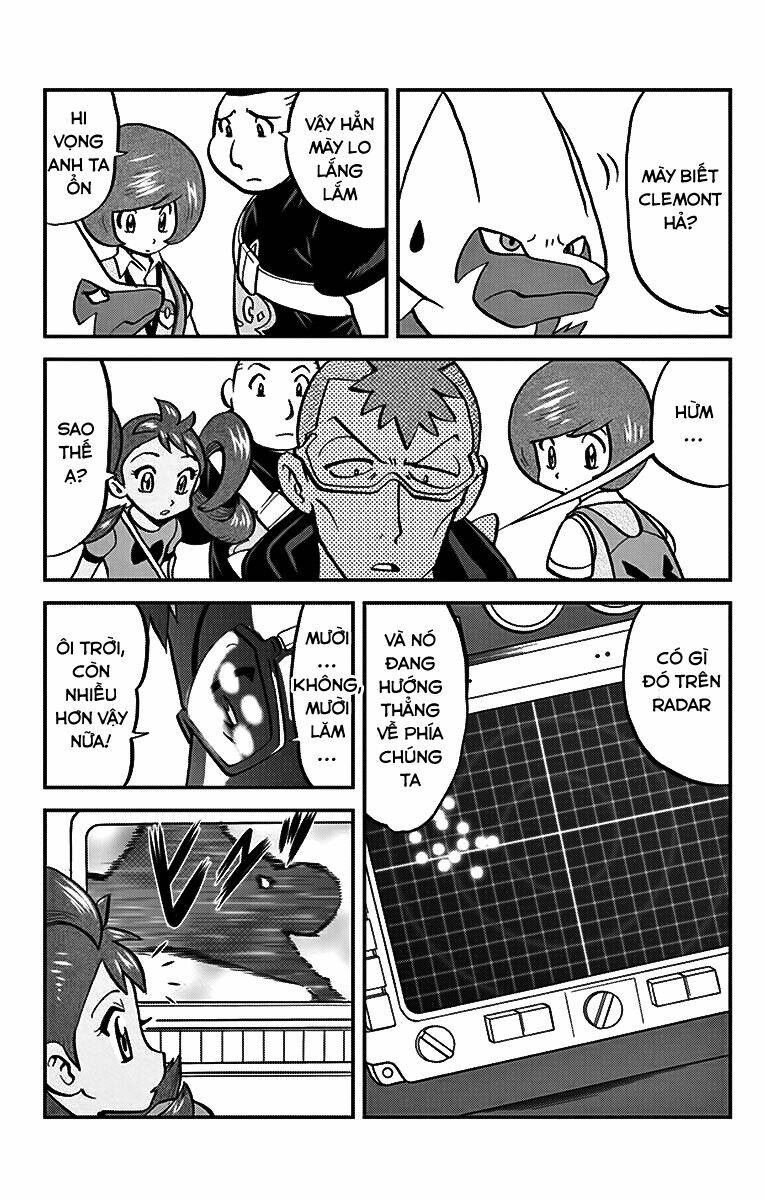 MÀY BIẾT
CLEMONT
HẢ?
VẬY HẲN
MÀY LO
LẮNG
LẮM
HI
VỌNG
ANH TA
ỔN
HỪM
...
SAO
THẾ
Ạ?
CÓ GÌ
ĐÓ TRÊN
RADAR
VÀ NÓ
ĐANG
HƯỚNG
THẲNG
VỀ PHÍA
CHÚNG
TA
MƯỜI
...
KHÔNG,
MƯỜI
LĂM
...
ÔI TRỜI,
CÒN
NHIỀU
HƠN VẬY
NỮA!